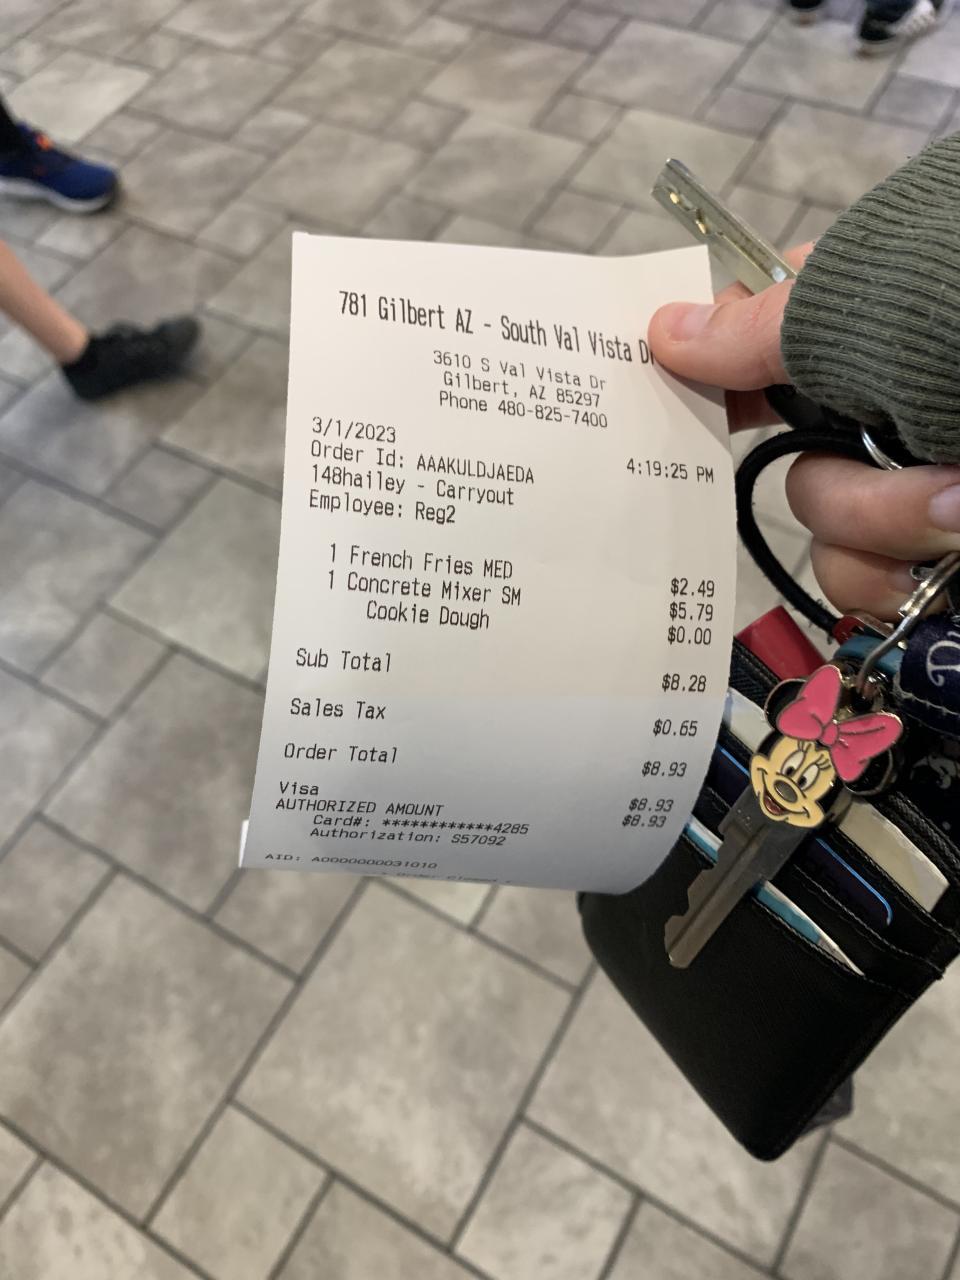 781 Gilbert AZ - South Val Vista
3610 S Val Vista Dr
Gilbert, AZ 85297
Phone 480-825-7400
3/1/2023 4:19:25 PM
Order Id: AAAKULDJAEDA
148hailey - Carryout
Employee: Reg2
1 French Fries MED $2.49
1 Concrete Mixer SM $5.79
Cookie Dough $0.00
Sub Total $8.28
Sales Tax $0.65
Order Total $8.93
Visa $8.93
AUTHORIZED AMOUNT $8.93
Card#: ************4285
Authorization: S57092
AID: A0000000031010
Order Closed